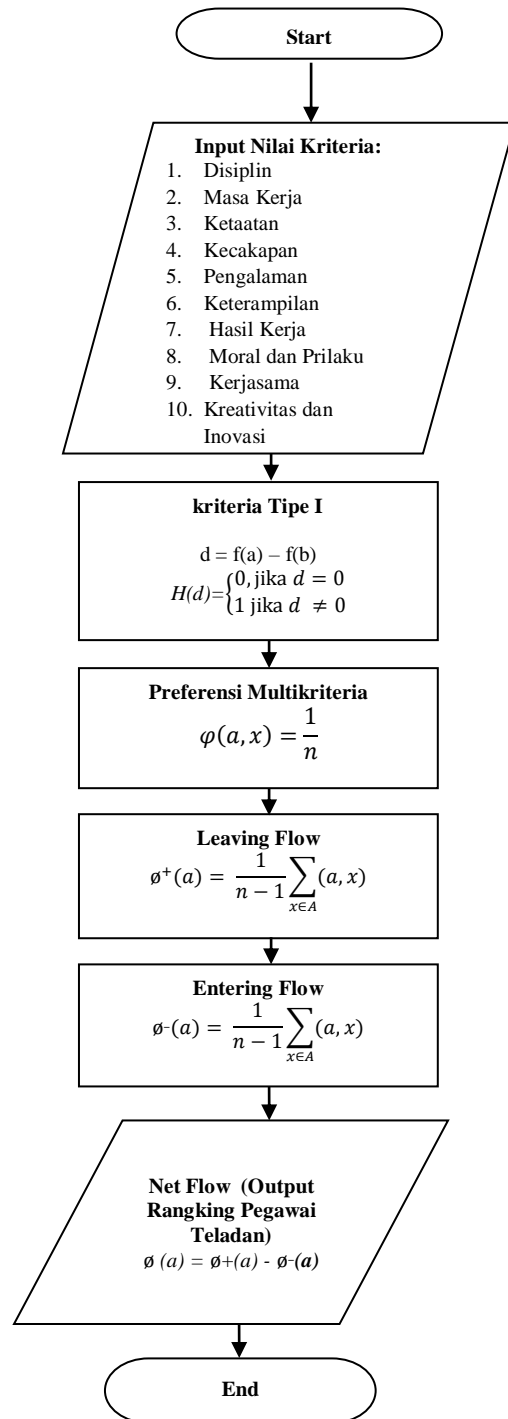 Start
Input Nilai Kriteria:
1. Disiplin
2. Masa Kerja
3. Ketaatan
4. Kecakapan
5. Pengalaman
6. Keterampilan
7. Hasil Kerja
8. Moral dan Prilaku
9. Kerjasama
10. Kreativitas dan
Inovasi
kriteria Tipe I
d = f(a) – f(b)
H(d)={0, jika d = 0
1 jika d ≠ 0
Preferensi Multikriteria
φ(a, x) = 1/n
Leaving Flow
ø⁺(a) = 1/(n − 1) ∑x∈A (a, x)
Entering Flow
ø-(a) = 1/(n − 1) ∑x∈A (a, x)
Net Flow (Output
Rangking Pegawai
Teladan)
ø (a) = ø+(a) - ø-(a)
End